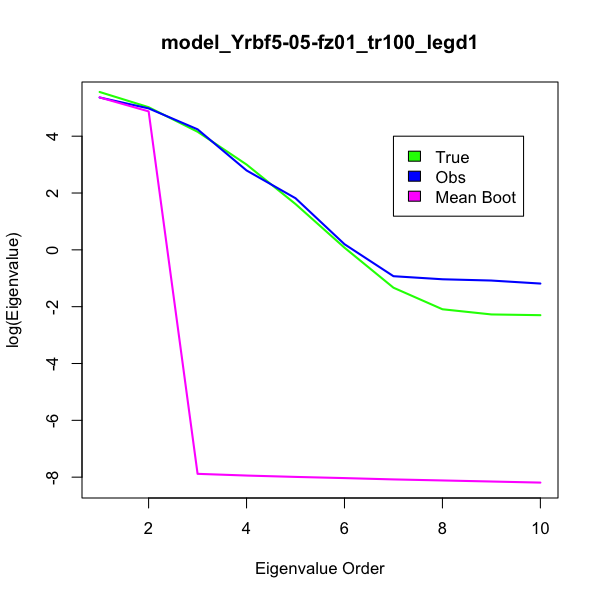 model_Yrbf5-05-fz01_tr100_legd1
True
Obs
Mean Boot
log(Eigenvalue)
4
2
0
-2
-4
-6
-8
2 4 6 8 10
Eigenvalue Order